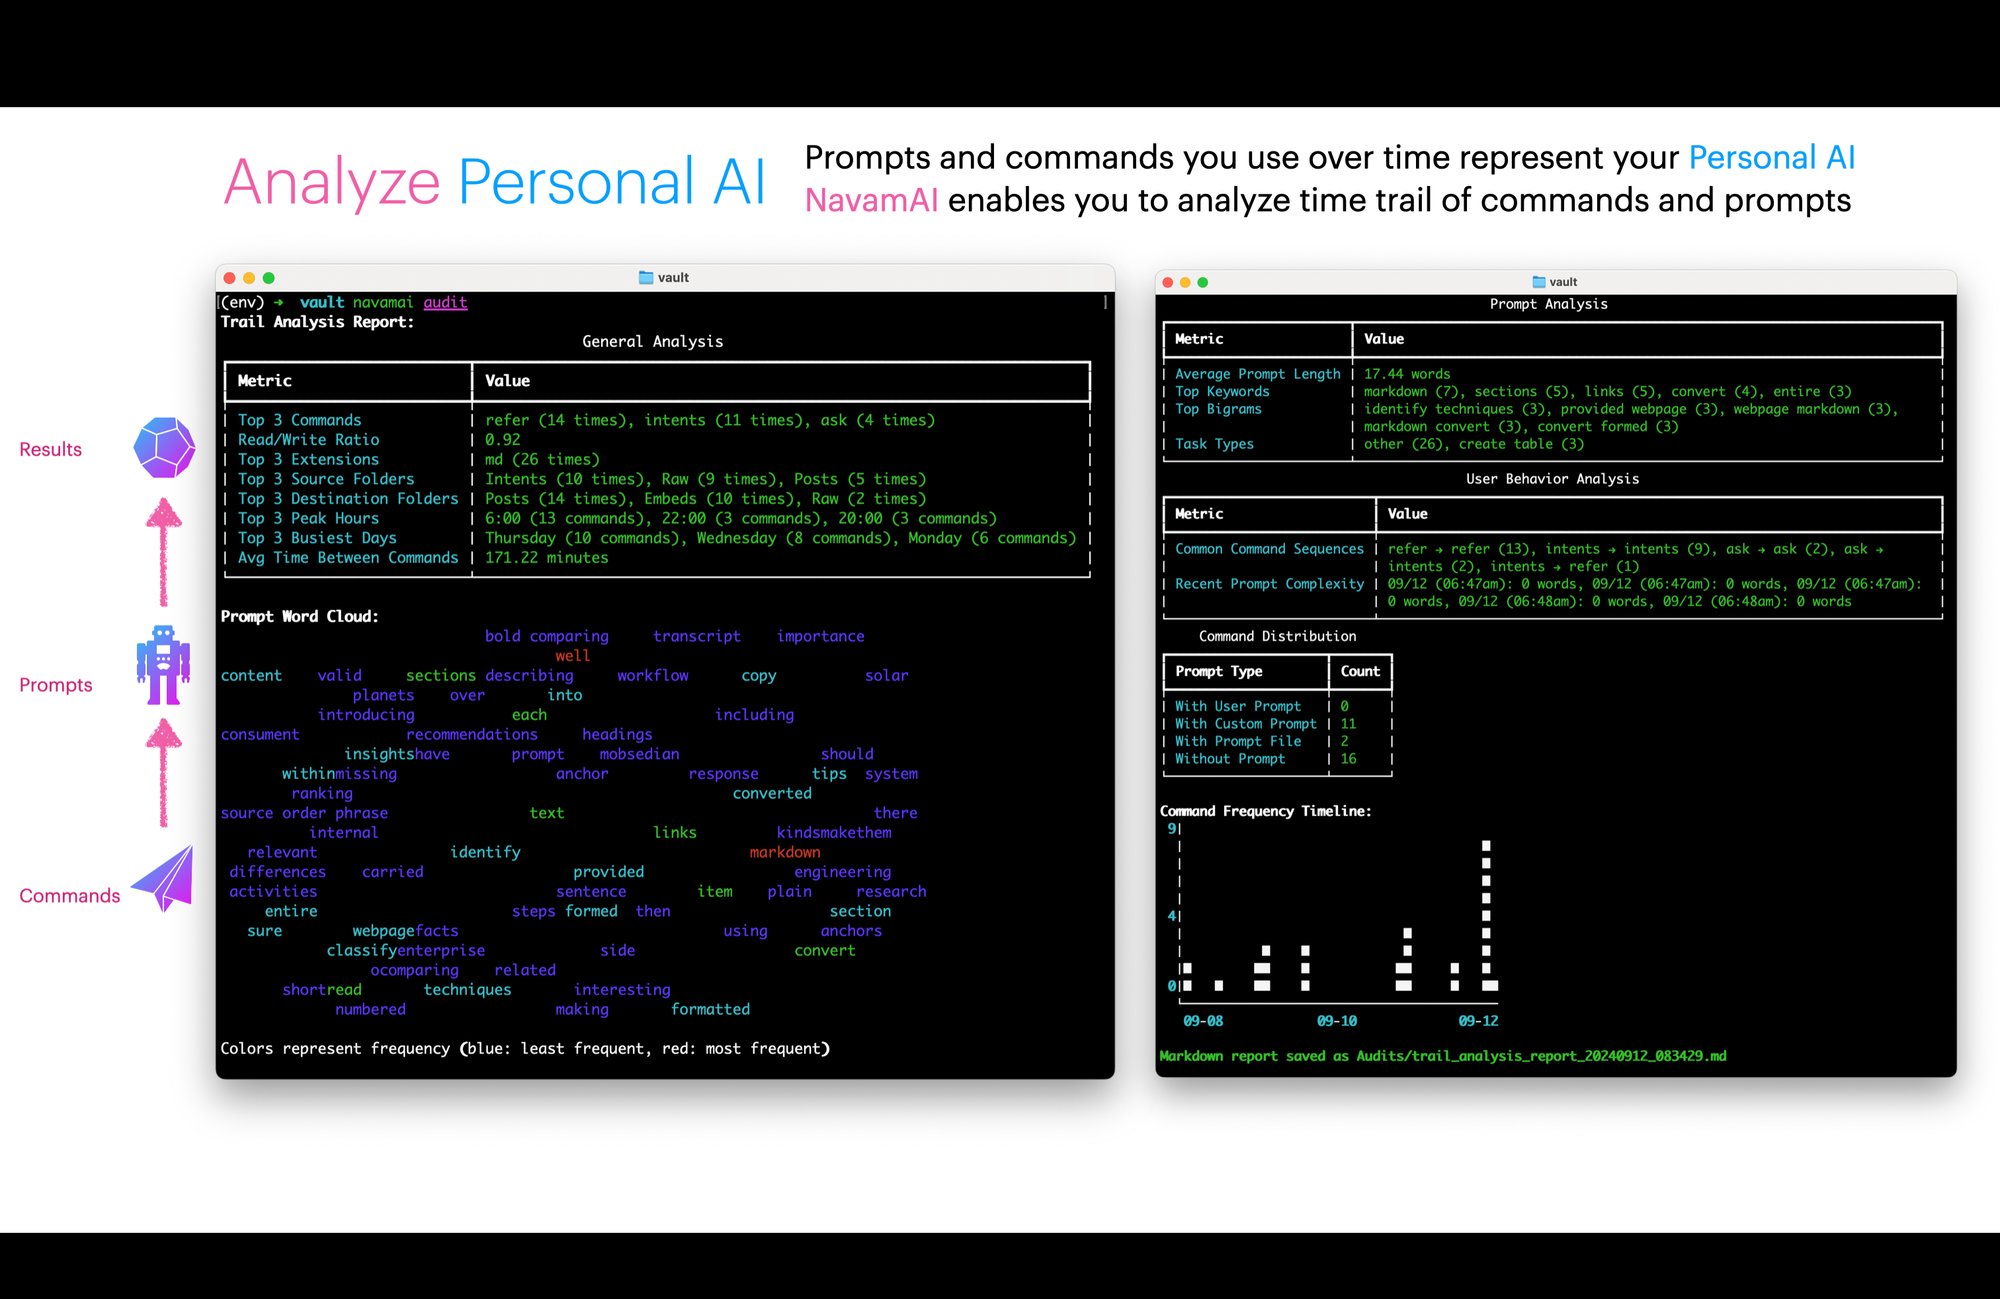 Analyze Personal AI
Prompts and commands you use over time represent your Personal AI
NavamAI enables you to analyze time trail of commands and prompts
Results
Prompts
Commands
vault
(env) → vault navamai audit
Trail Analysis Report:
General Analysis
Metric Value
Top 3 Commands refer (14 times), intents (11 times), ask (4 times)
Read/Write Ratio 0.92
Top 3 Extensions md (26 times)
Top 3 Source Folders Intents (10 times), Raw (9 times), Posts (5 times)
Top 3 Destination Folders Posts (14 times), Embeds (10 times), Raw (2 times)
Top 3 Peak Hours 6:00 (13 commands), 22:00 (3 commands), 20:00 (3 commands)
Top 3 Busiest Days Thursday (10 commands), Wednesday (8 commands), Monday (6 commands)
Avg Time Between Commands 171.22 minutes
Prompt Word Cloud:
bold comparing transcript importance
well
content valid sections describing workflow copy solar
planets over into
introducing each including
consument recommendations headings
insightshave prompt mobsedian should
withinmissing anchor response tips system
ranking converted
source order phrase text there
internal links kindsmakethem
relevant identify markdown
differences carried provided engineering
activities sentence item plain research
entire steps formed then section
sure webpagefacts using anchors
classifyenterprise side convert
ocomparing related
shortread techniques interesting
numbered making formatted
Colors represent frequency (blue: least frequent, red: most frequent)
vault
Prompt Analysis
Metric Value
Average Prompt Length 17.44 words
Top Keywords markdown (7), sections (5), links (5), convert (4), entire (3)
Top Bigrams identify techniques (3), provided webpage (3), webpage markdown (3),
markdown convert (3), convert formed (3)
Task Types other (26), create table (3)
User Behavior Analysis
Metric Value
Common Command Sequences refer → refer (13), intents → intents (9), ask → ask (2), ask →
intents (2), intents → refer (1)
Recent Prompt Complexity 09/12 (06:47am): 0 words, 09/12 (06:47am): 0 words, 09/12 (06:47am):
0 words, 09/12 (06:48am): 0 words, 09/12 (06:48am): 0 words
Command Distribution
Prompt Type Count
With User Prompt 0
With Custom Prompt 11
With Prompt File 2
Without Prompt 16
Command Frequency Timeline:
9
4
0
09-08 09-10 09-12
Markdown report saved as Audits/trail_analysis_report_20240912_083429.md